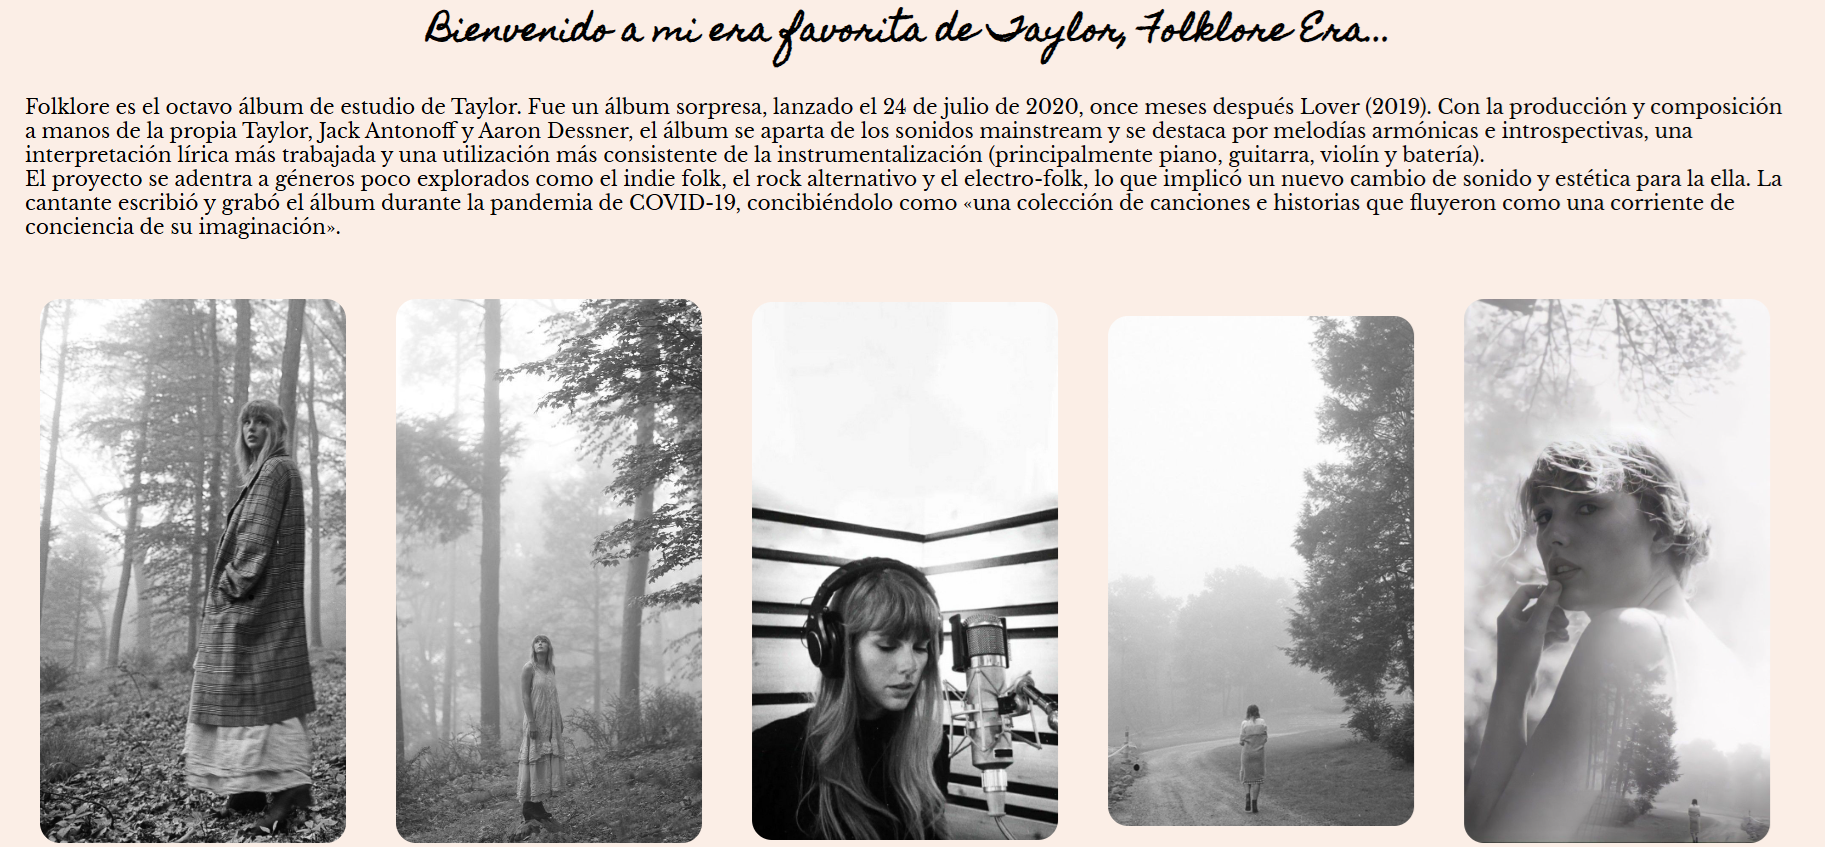 Bienvenido a mi era favorita de Taylor, Folklore Era...
Folklore es el octavo álbum de estudio de Taylor. Fue un álbum sorpresa, lanzado el 24 de julio de 2020, once meses después Lover (2019). Con la producción y composición
a manos de la propia Taylor, Jack Antonoff y Aaron Dessner, el álbum se aparta de los sonidos mainstream y se destaca por melodías armónicas e introspectivas, una
interpretación lírica más trabajada y una utilización más consistente de la instrumentalización (principalmente piano, guitarra, violín y batería).
El proyecto se adentra a géneros poco explorados como el indie folk, el rock alternativo y el electro-folk, lo que implicó un nuevo cambio de sonido y estética para la ella. La
cantante escribió y grabó el álbum durante la pandemia de COVID-19, concibiéndolo como «una colección de canciones e historias que fluyeron como una corriente de
conciencia de su imaginación».